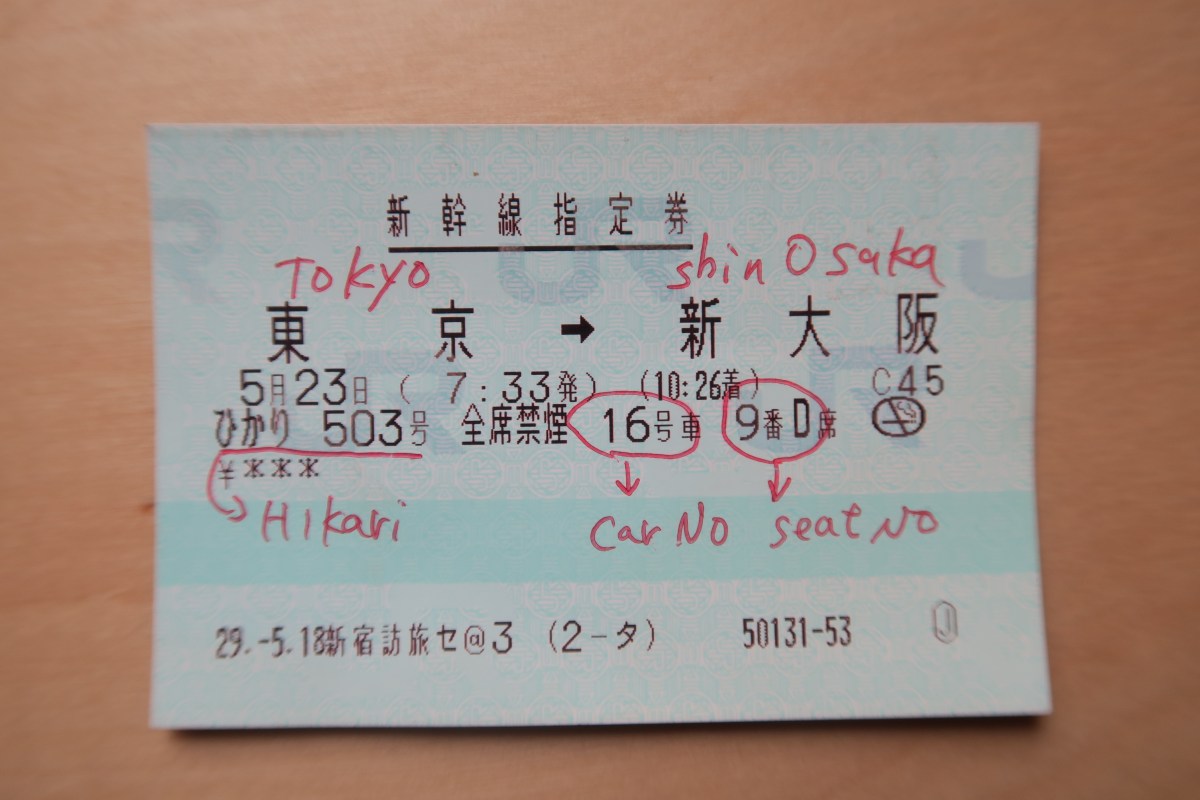 新幹線指定券
Tokyo shin Osaka
東京 → 新大阪
5月23日 ( 7:33発) (10:26着) C45
ひかり 503号 全席禁煙 16号車 9番D席
¥***
Hikari car No seat No
29.-5.18新宿訪旅セ@3 (2-タ) 50131-53